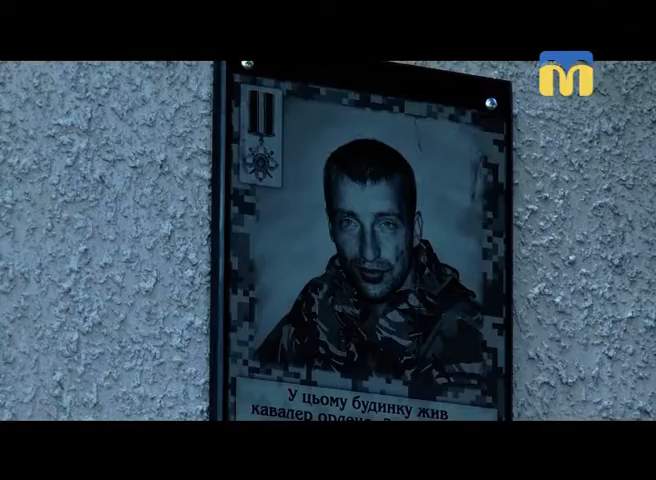 М
У цьому будинку жив
кавалер ордена